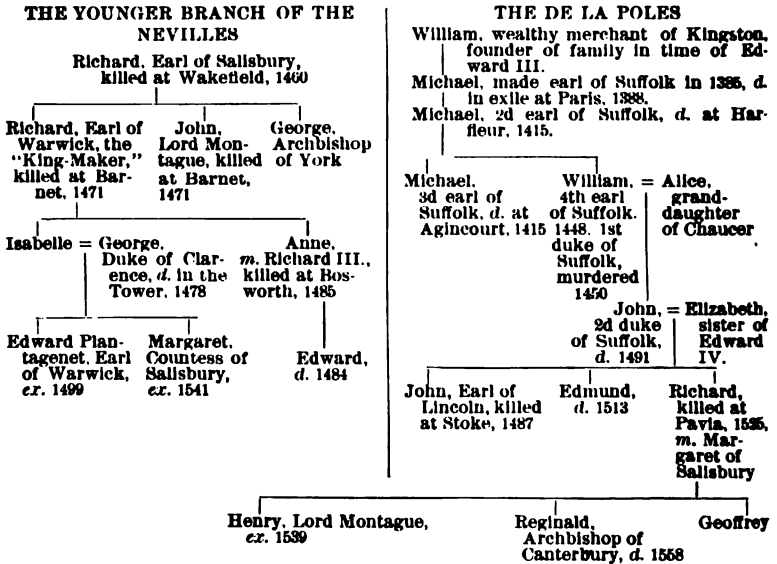 THE YOUNGER BRANCH OF THE
NEVILLES
Richard, Earl of Salisbury,
killed at Wakefield, 1460
Richard, Earl of
Warwick, the
"King-Maker,"
killed at Bar-
net, 1471
John,
Lord Mon-
tague, killed
at Barnet,
1471
George,
Archbishop
of York
Isabelle = George,
Duke of Clar-
ence, d. in the
Tower, 1478
Anne,
m. Richard III.,
killed at Bos-
worth, 1485
Edward Plan-
tagenet, Earl
of Warwick,
ex. 1499
Margaret,
Countess of
Salisbury,
ex. 1541
Edward,
d. 1484
THE DE LA POLES
William, wealthy merchant of Kingston,
founder of family in time of Ed-
ward III.
Michael, made earl of Suffolk in 1385, d.
in exile at Paris, 1388.
Michael, 2d earl of Suffolk, d. at Har-
fleur, 1415.
Michael,
3d earl of
Suffolk, d. at
Agincourt, 1415
William, =
4th earl
of Suffolk.
1448. 1st
duke of
Suffolk,
murdered
1450
Alice,
grand-
daughter
of Chaucer
John, =
2d duke
of Suffolk,
d. 1491
Elizabeth,
sister of
Edward
IV.
John, Earl of
Lincoln, killed
at Stoke, 1487
Edmund,
d. 1513
Richard,
killed at
Pavia, 1525,
m. Mar-
garet of
Salisbury
Henry, Lord Montague,
ex. 1539
Reginald,
Archbishop of
Canterbury, d. 1558
Geoffrey